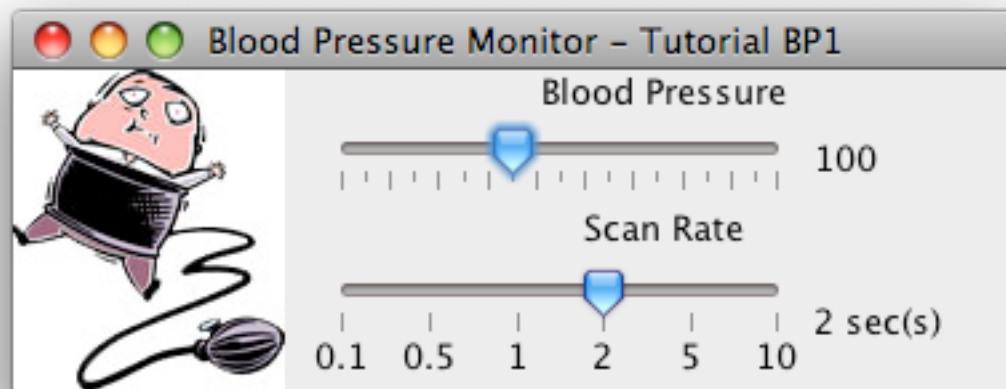 Blood Pressure Monitor – Tutorial BP1
Blood Pressure
100
Scan Rate
2 sec(s)
0.1 0.5 1 2 5 10